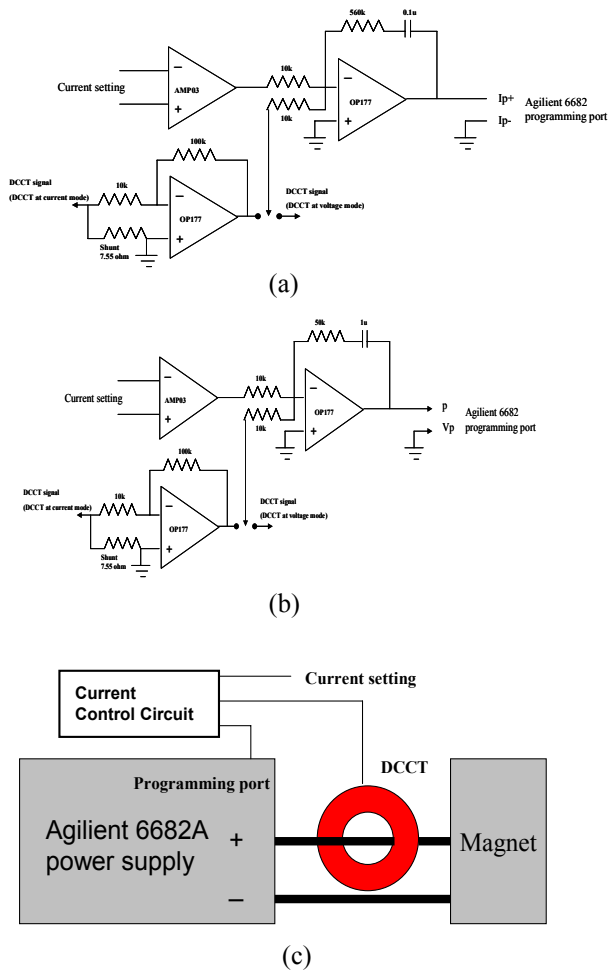 560k 0.1u
10k
AMP03
Current setting
10k
OP177
Ip+
Ip-
Agilient 6682
programming port
100k
DCCT signal
(DCCT at current mode)
10k
OP177
DCCT signal
(DCCT at voltage mode)
Shunt
7.55 ohm
(a)
50k 1u
10k
AMP03
Current setting
10k
OP177
p
Vp
Agilient 6682
programming port
100k
DCCT signal
(DCCT at current mode)
10k
OP177
DCCT signal
(DCCT at voltage mode)
Shunt
7.55 ohm
(b)
Current
Control Circuit
Current setting
DCCT
Programming port
Agilient 6682A
power supply
+
–
Magnet
(c)